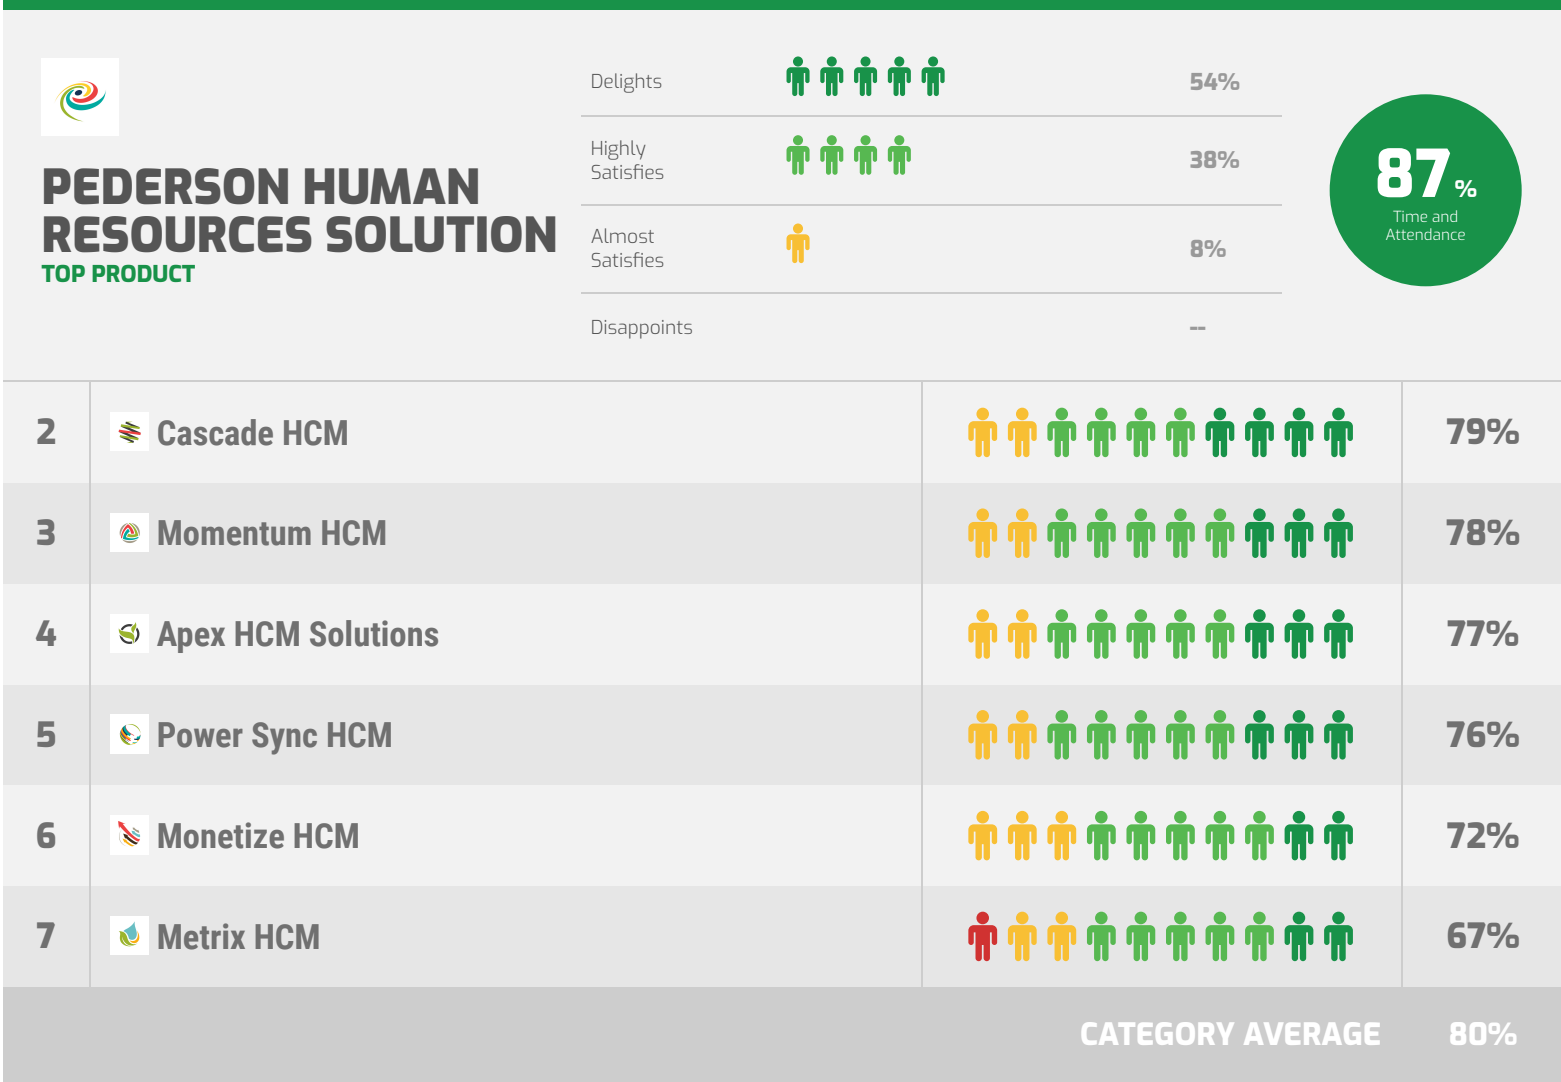 PEDERSON HUMAN
RESOURCES SOLUTION
TOP PRODUCT
Delights 54%
Highly
Satisfies 38%
Almost
Satisfies 8%
Disappoints --
87%
Time and
Attendance
2 Cascade HCM 79%
3 Momentum HCM 78%
4 Apex HCM Solutions 77%
5 Power Sync HCM 76%
6 Monetize HCM 72%
7 Metrix HCM 67%
CATEGORY AVERAGE 80%